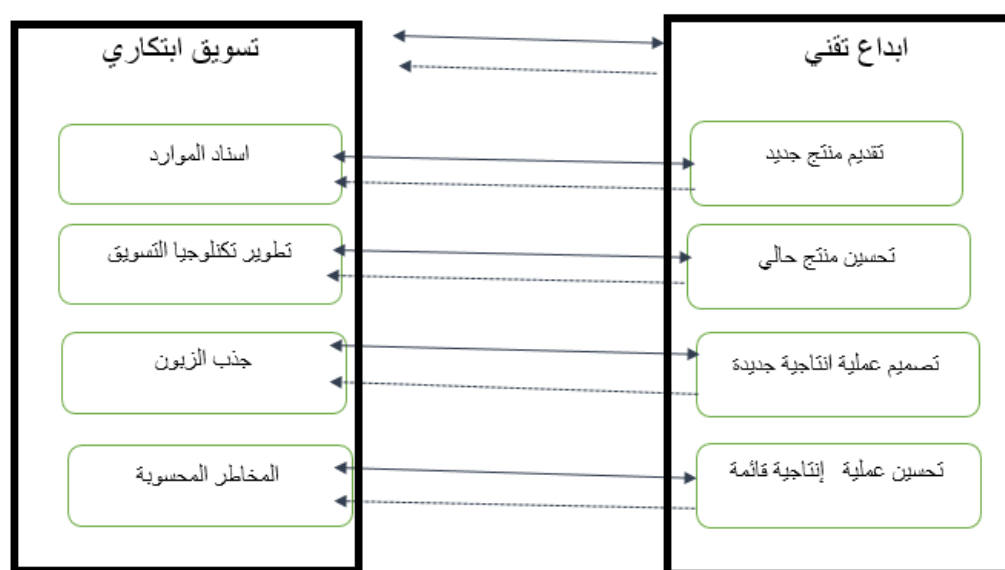 ابداع تقني
تقديم منتج جديد
تحسين منتج حالي
تصميم عملية انتاجية جديدة
تحسين عملية إنتاجية قائمة
تسويق ابتكاري
اسناد الموارد
تطوير تكنلوجيا التسويق
جذب الزبون
المخاطر المحسوبة